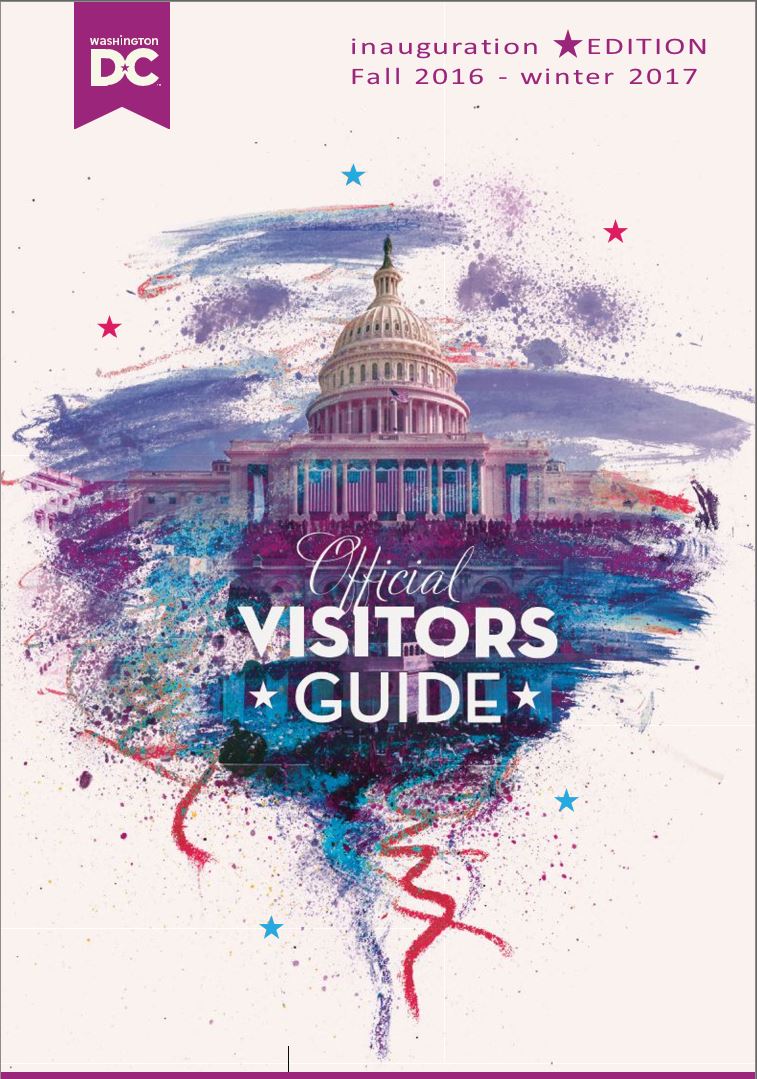 WASHINGTON
DC
inauguration ★EDITION
Fall 2016 - winter 2017
Official
VISITORS
★ GUIDE ★